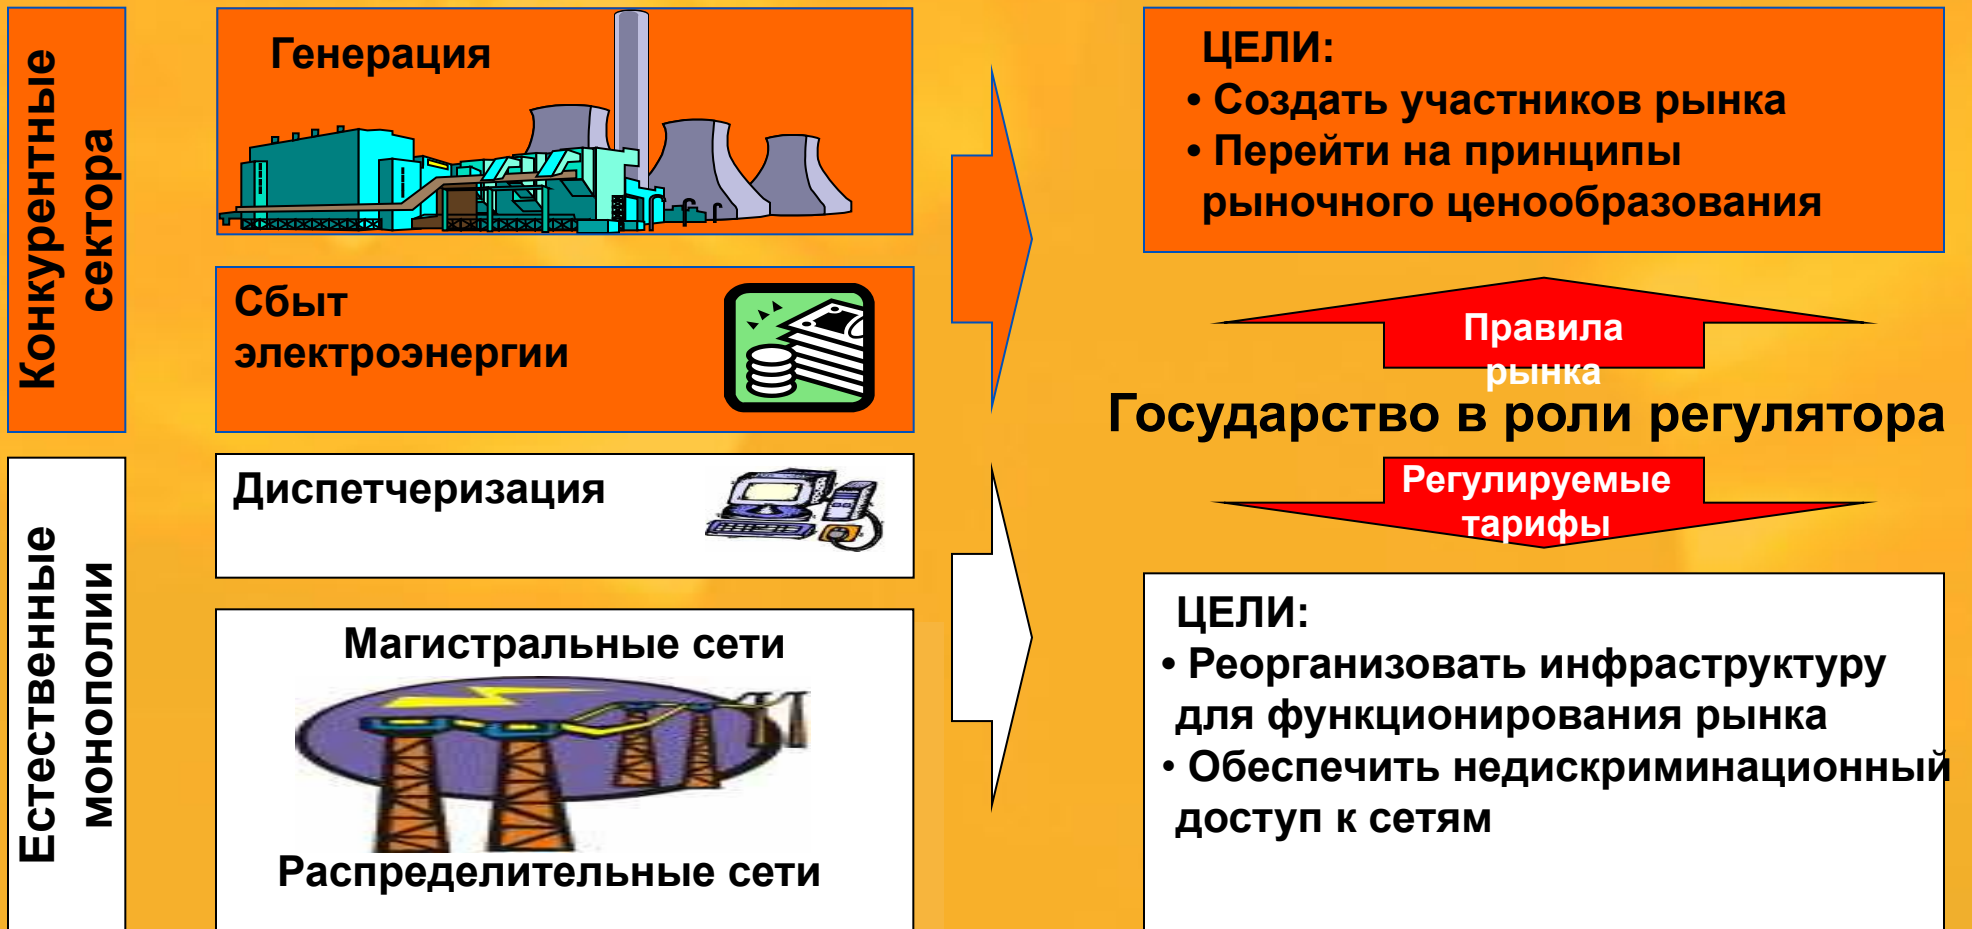 Конкурентные
сектора
Генерация
Сбыт
электроэнергии
ЦЕЛИ:
• Создать участников рынка
• Перейти на принципы
рыночного ценообразования
Правила
рынка
Государство в роли регулятора
Регулируемые
тарифы
Естественные
монополии
Диспетчеризация
Магистральные сети
Распределительные сети
ЦЕЛИ:
• Реорганизовать инфраструктуру
для функционирования рынка
• Обеспечить недискриминационный
доступ к сетям